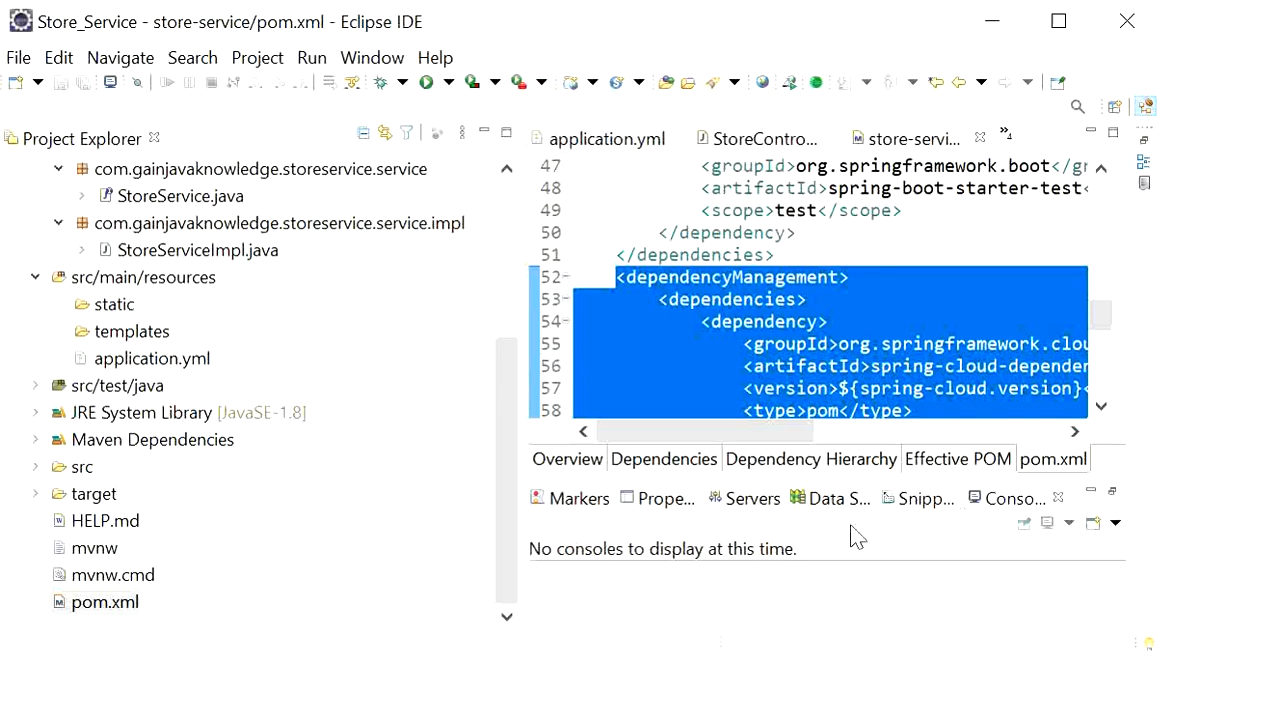 Store_Service - store-service/pom.xml - Eclipse IDE
File Edit Navigate Search Project Run Window Help
Project Explorer
com.gainjavaknowledge.storeservice.service
StoreService.java
com.gainjavaknowledge.storeservice.service.impl
StoreServiceImpl.java
src/main/resources
static
templates
application.yml
src/test/java
JRE System Library [JavaSE-1.8]
Maven Dependencies
src
target
HELP.md
mvnw
mvnw.cmd
pom.xml
application.yml StoreContro... store-servi...
47 <groupId>org.springframework.boot</gr
48 <artifactId>spring-boot-starter-test<
49 <scope>test</scope>
50 </dependency>
51 </dependencies>
52 <dependencyManagement>
53 <dependencies>
54 <dependency>
55 <groupId>org.springframework.clou
56 <artifactId>spring-cloud-depender
57 <version>${spring-cloud.version}<
58 <type>pom</type>
Overview Dependencies Dependency Hierarchy Effective POM pom.xml
Markers Prope... Servers Data S... Snipp... Conso...
No consoles to display at this time.